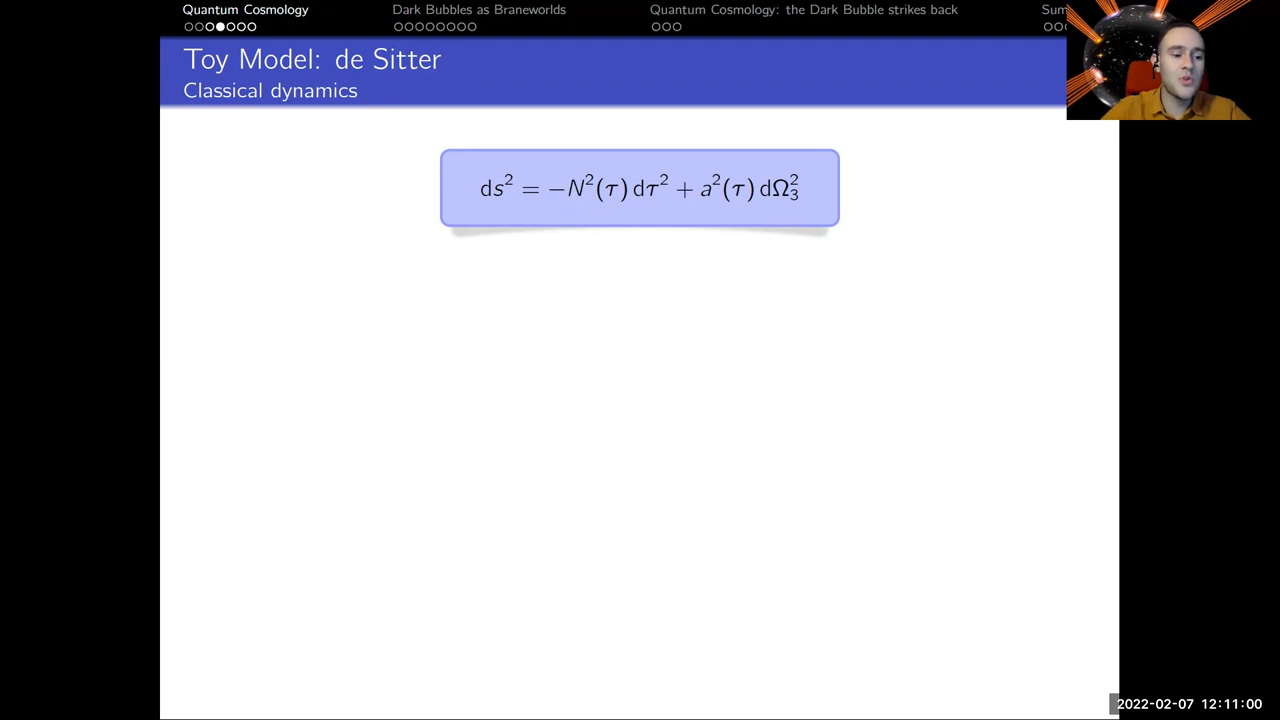 Quantum Cosmology
Dark Bubbles as Braneworlds
Quantum Cosmology: the Dark Bubble strikes back
Toy Model: de Sitter
Classical dynamics
ds² = −N²(τ) dτ² + a²(τ) dΩ₃²
2022-02-07 12:11:00